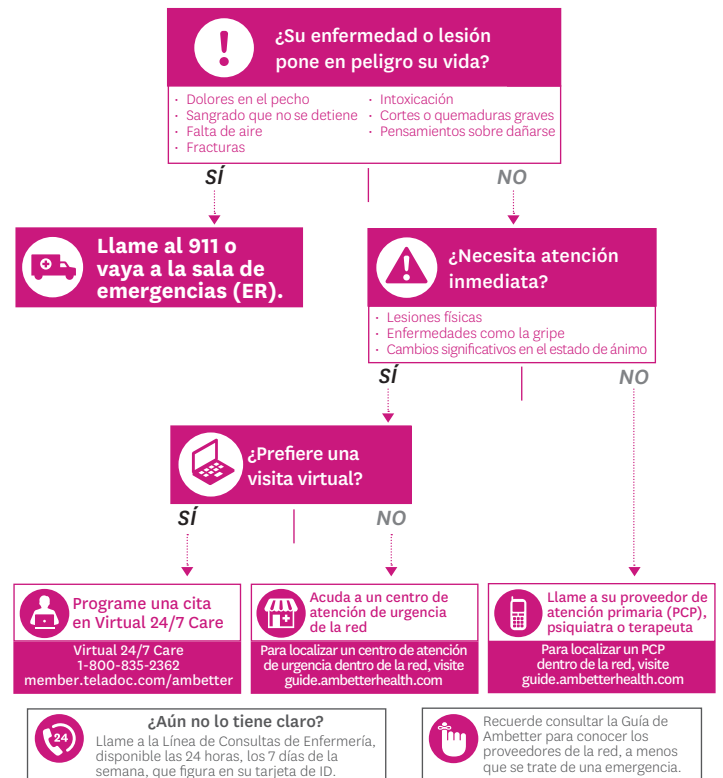 ¿Su enfermedad o lesión
pone en peligro su vida?
· Dolores en el pecho
· Sangrado que no se detiene
· Falta de aire
· Fracturas
· Intoxicación
· Cortes o quemaduras graves
· Pensamientos sobre dañarse
SÍ
NO
Llame al 911 o
vaya a la sala de
emergencias (ER).
¿Necesita atención
inmediata?
· Lesiones físicas
· Enfermedades como la gripe
· Cambios significativos en el estado de ánimo
SÍ
NO
¿Prefiere una
visita virtual?
SÍ
NO
Programe una cita
en Virtual 24/7 Care
Virtual 24/7 Care
1-800-835-2362
member.teladoc.com/ambetter
Acuda a un centro de
atención de urgencia
de la red
Para localizar un centro de atención
de urgencia dentro de la red, visite
guide.ambetterhealth.com
Llame a su proveedor de
atención primaria (PCP),
psiquiatra o terapeuta
Para localizar un PCP
dentro de la red, visite
guide.ambetterhealth.com
24
¿Aún no lo tiene claro?
Llame a la Línea de Consultas de Enfermería,
disponible las 24 horas, los 7 días de la
semana, que figura en su tarjeta de ID.
Recuerde consultar la Guía de
Ambetter para conocer los
proveedores de la red, a menos
que se trate de una emergencia.